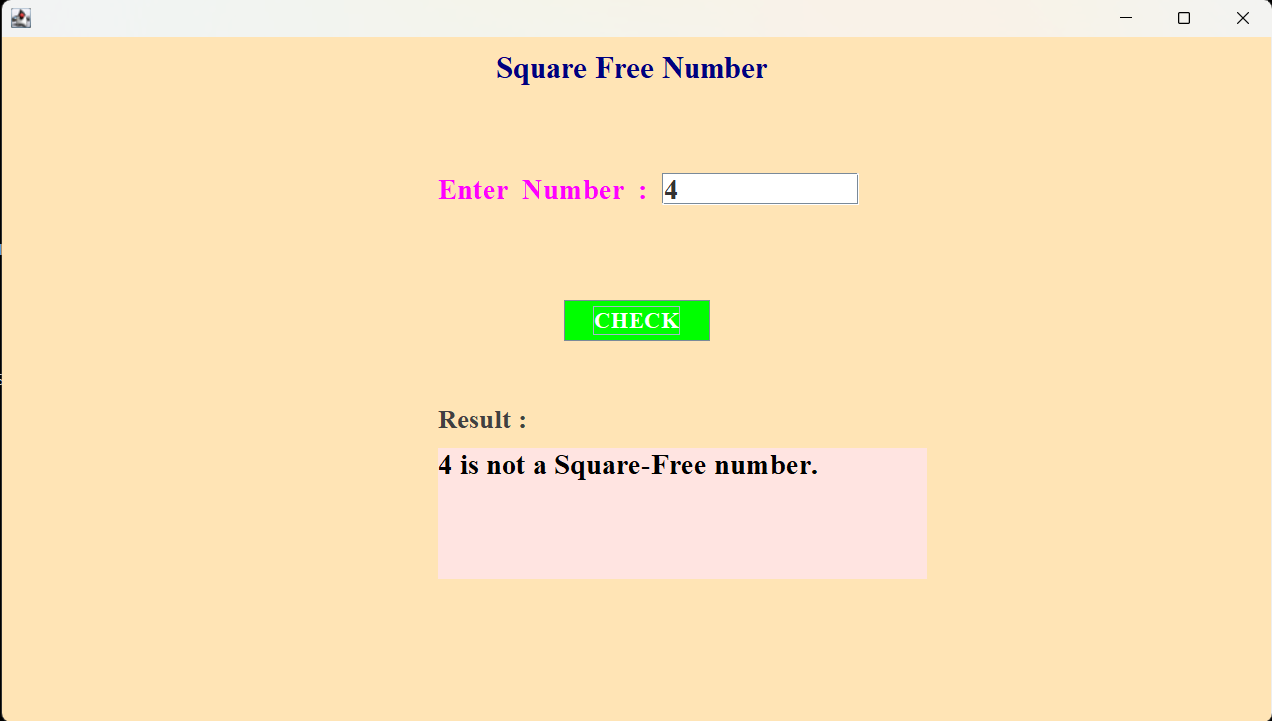 Square Free Number
Enter Number : 4
CHECK
Result :
4 is not a Square-Free number.